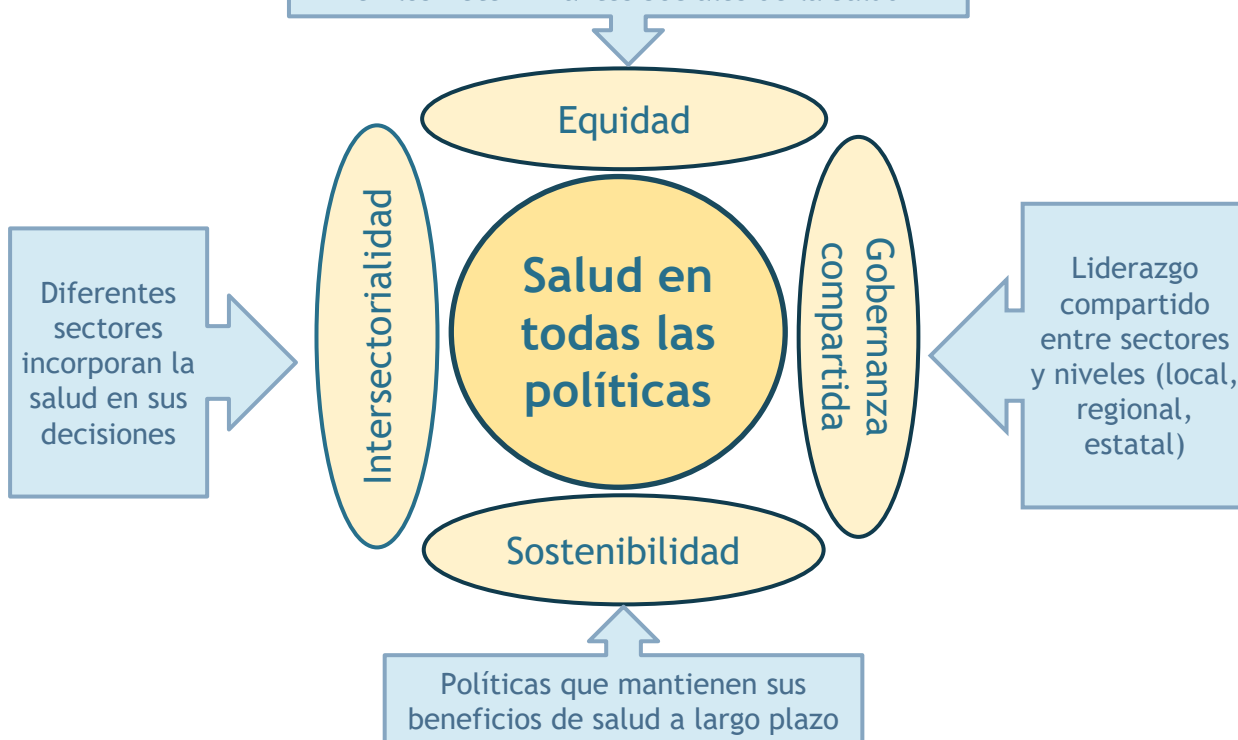 Equidad
Intersectorialidad
Salud en
todas las
políticas
Gobernanza
compartida
Sostenibilidad
Diferentes
sectores
incorporan la
salud en sus
decisiones
Liderazgo
compartido
entre sectores
y niveles (local,
regional,
estatal)
Políticas que mantienen sus
beneficios de salud a largo plazo